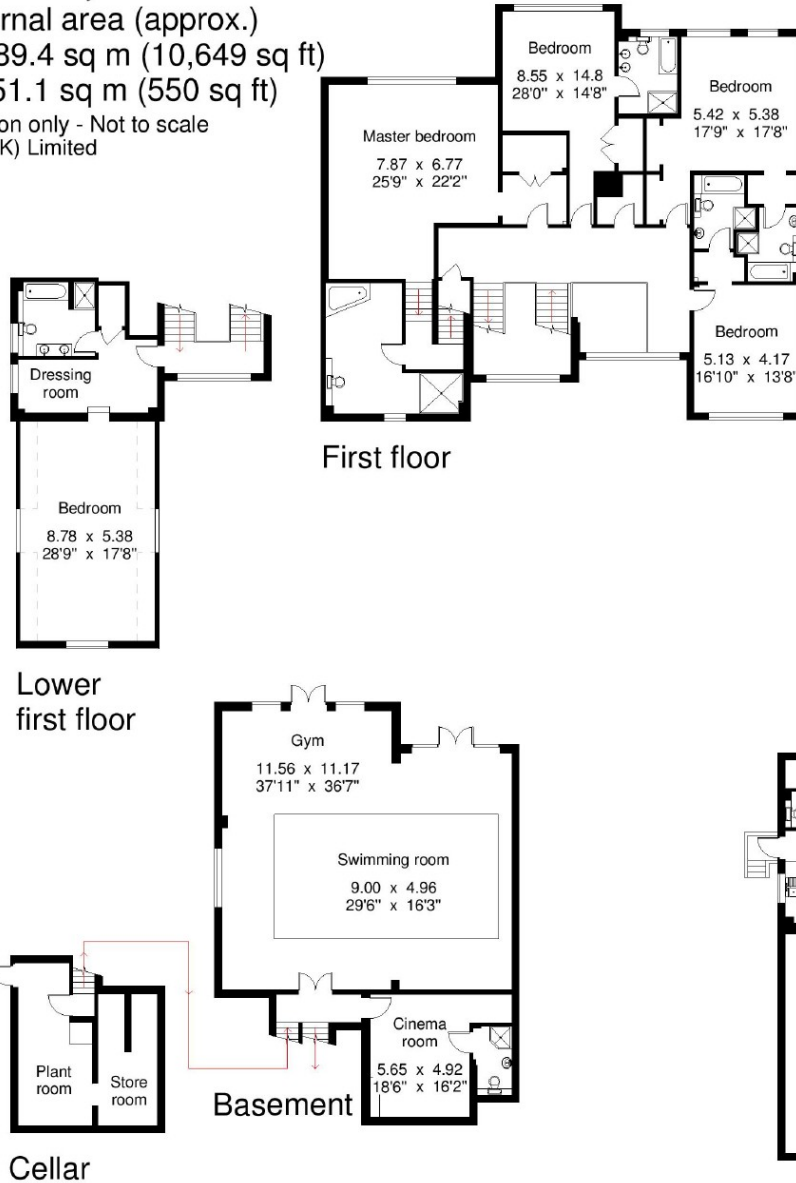 rnal area (approx.)
89.4 sq m (10,649 sq ft)
51.1 sq m (550 sq ft)
on only - Not to scale
K) Limited
Bedroom
8.55 x 14.8
28'0" x 14'8"
Bedroom
5.42 x 5.38
17'9" x 17'8"
Master bedroom
7.87 x 6.77
25'9" x 22'2"
Bedroom
5.13 x 4.17
16'10" x 13'8"
First floor
Dressing
room
Bedroom
8.78 x 5.38
28'9" x 17'8"
Lower
first floor
Gym
11.56 x 11.17
37'11" x 36'7"
Swimming room
9.00 x 4.96
29'6" x 16'3"
Cinema
room
5.65 x 4.92
18'6" x 16'2"
Basement
Plant
room
Store
room
Cellar